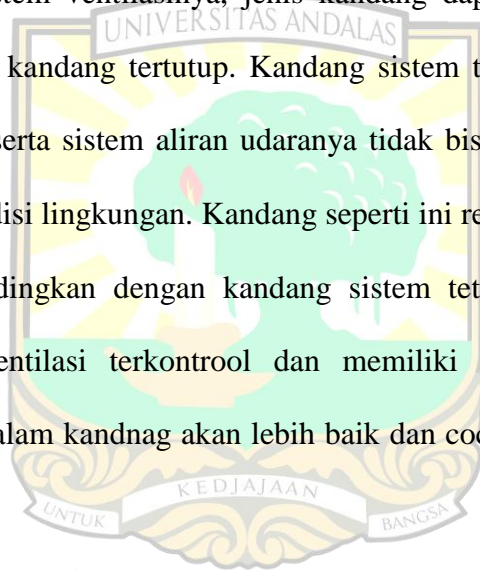 sistem ventilasinya, jenis kandang dap
UNIVERSITAS ANDALAS
kandang tertutup. Kandang sistem t
serta sistem aliran udaranya tidak bis
disi lingkungan. Kandang seperti ini re
dingkan dengan kandang sistem tet
entilasi terkontrool dan memiliki
alam kandnag akan lebih baik dan coc
UNTUK KEDJAJAAN BANGSA